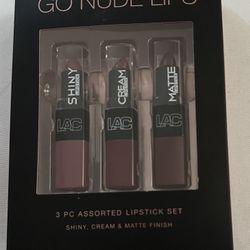 GO NUDE LIPS
SHINY
CREAM
MATTE
LAC
LAC
LAC
3 PC ASSORTED LIPSTICK SET
SHINY, CREAM & MATTE FINISH